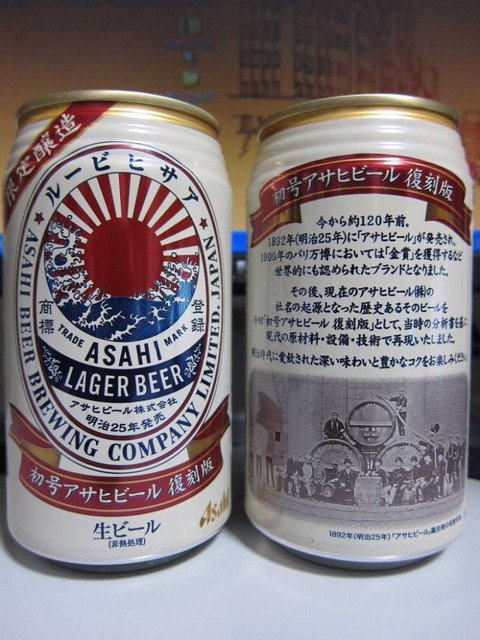 限定醸造
ルービヒサア
ASAHI BEER BREWING COMPANY LIMITED. JAPAN
商標
登録
TRADE MARK
ASAHI
LAGER BEER
アサヒビール株式会社
明治25年発売
初号アサヒビール 復刻版
生ビール
(非熱処理)
Asahi
初号アサヒビール 復刻版
今から約120年前。
1892年(明治25年)に「アサヒビール」が発売され、
1900年のパリ万博においては「金賞」を獲得するなど
世界的にも認められたブランドとなりました。
その後、現在のアサヒビール(株)の
社名の起源となった歴史あるそのビールを
今回「初号アサヒビール 復刻版」として、当時の分析書を基に
現代の原材料・設備・技術で再現いたしました。
明治時代に愛飲された深い味わいと豊かなコクをお楽しみください
1892年(明治25年)「アサヒビール」誕生時の